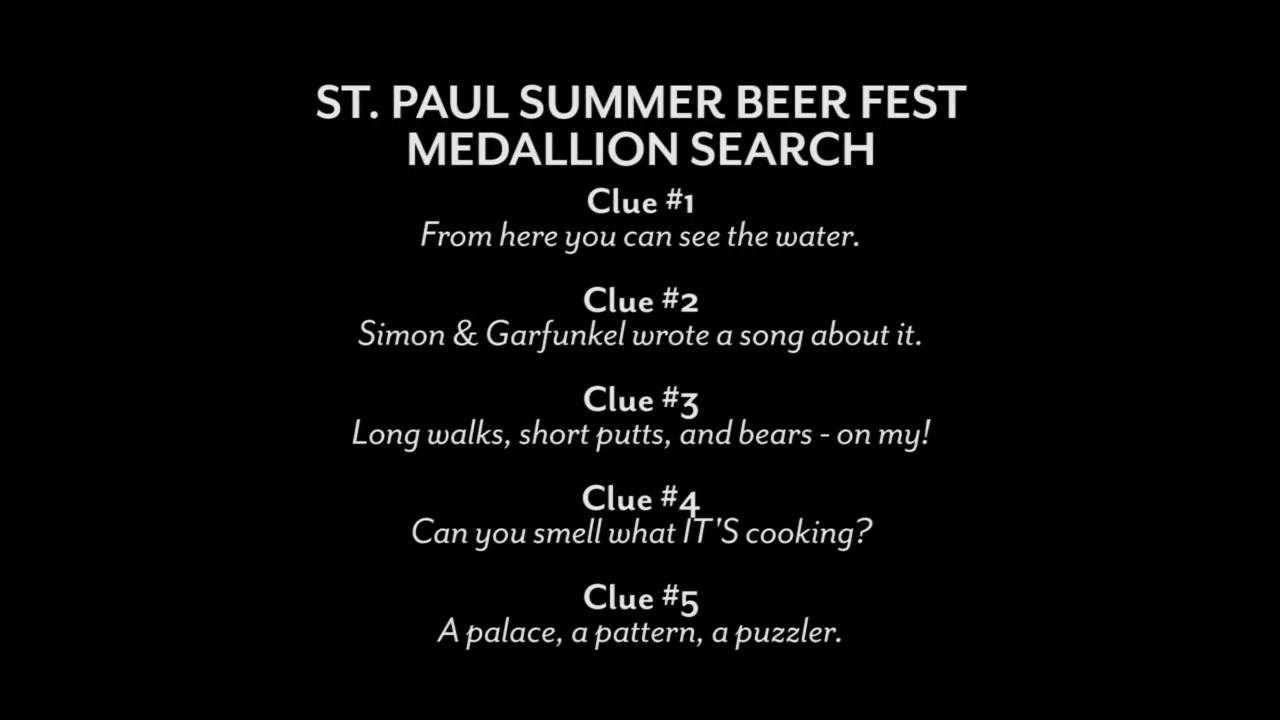 ST. PAUL SUMMER BEER FEST
MEDALLION SEARCH
Clue #1
From here you can see the water.
Clue #2
Simon & Garfunkel wrote a song about it.
Clue #3
Long walks, short putts, and bears - on my!
Clue #4
Can you smell what IT'S cooking?
Clue #5
A palace, a pattern, a puzzler.